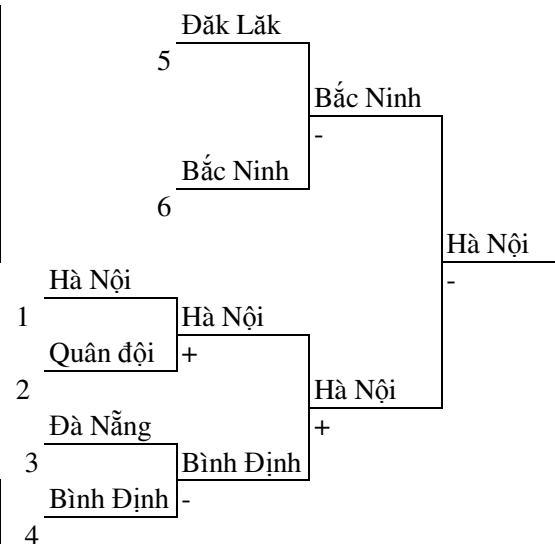 Đăk Lăk
5
Bắc Ninh
-
Bắc Ninh
6
Hà Nội
-
Hà Nội
1
Hà Nội
+
Quân đội
2
Hà Nội
+
Đà Nẵng
3
Bình Định
-
Bình Định
4